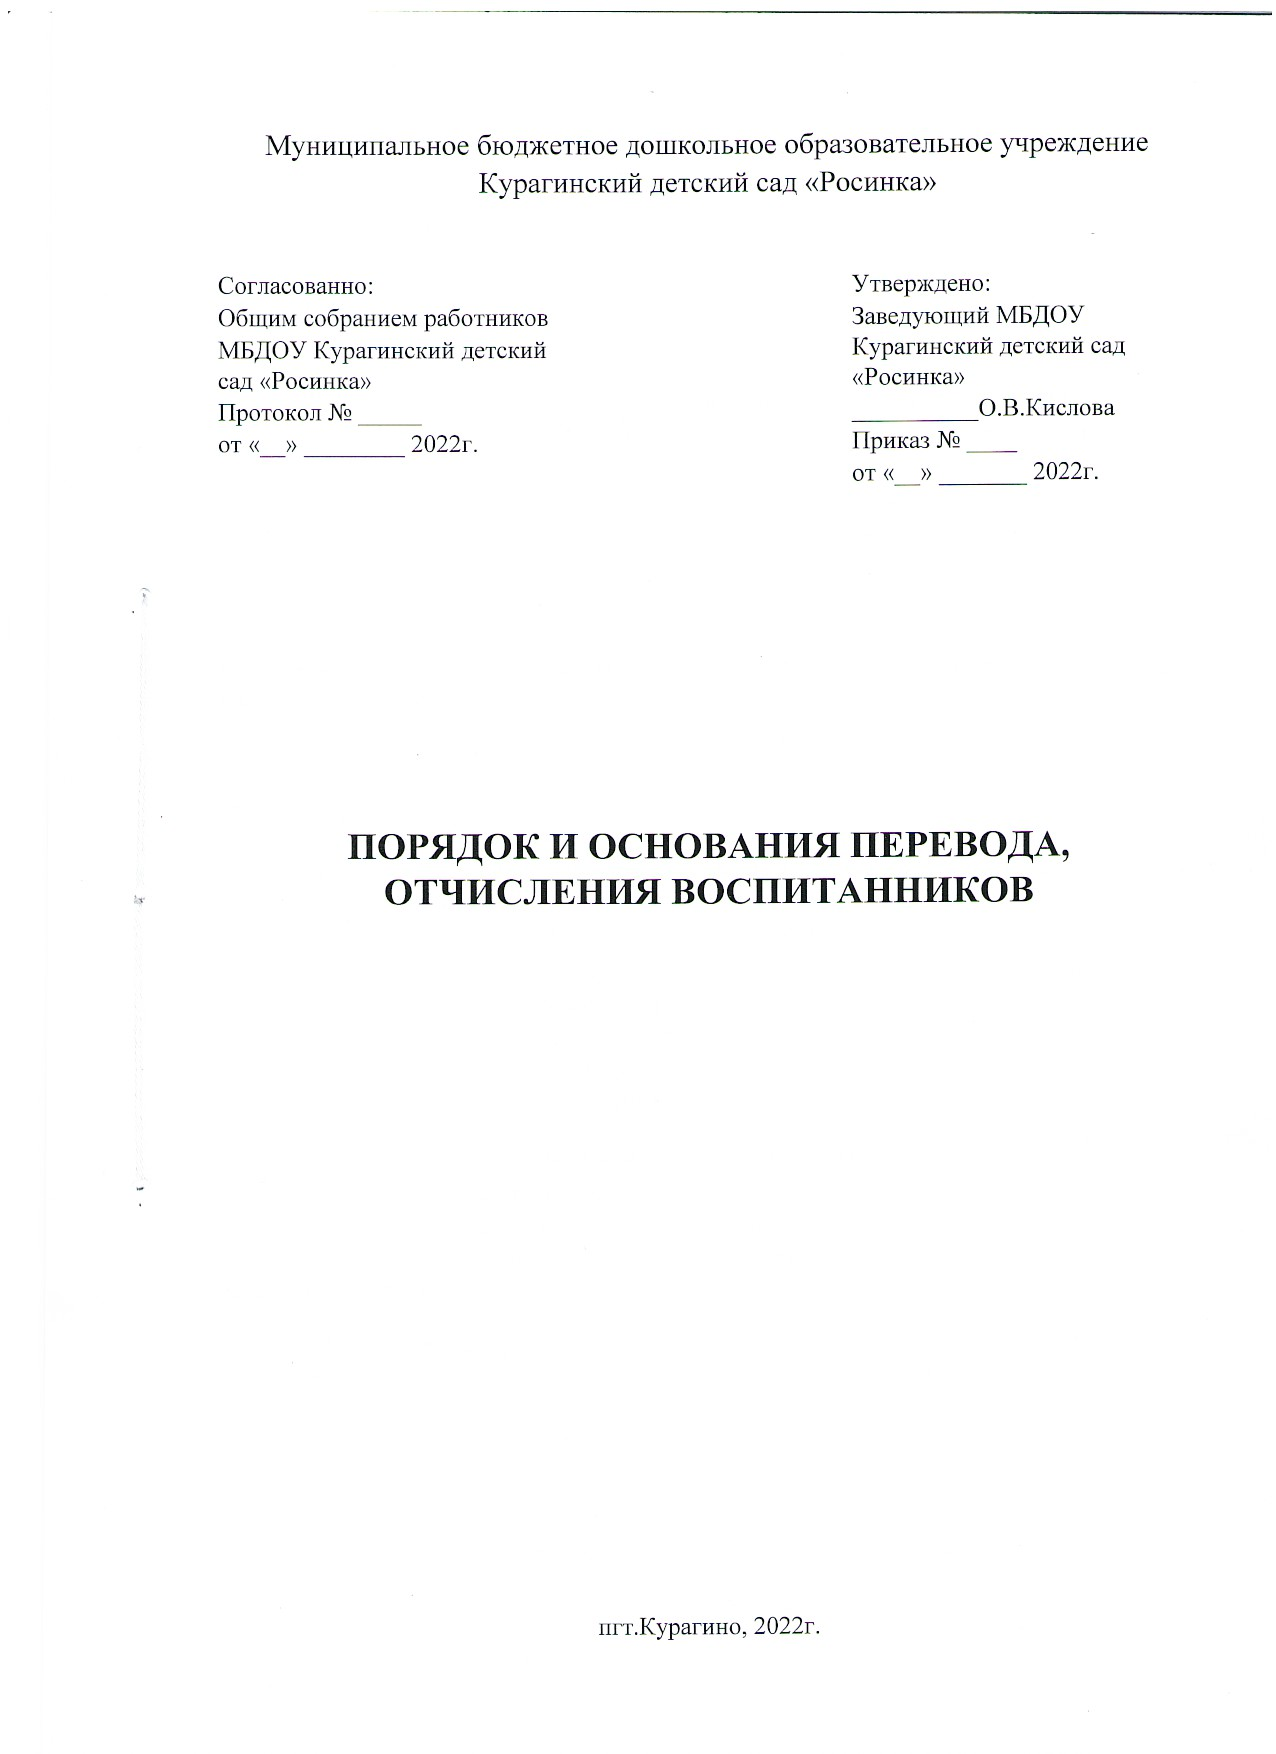 Муниципальное бюджетное дошкольное образовательное учреждение
Курагинский детский сад «Росинка»
Согласованно:
Общим собранием работников
МБДОУ Курагинский детский
сад «Росинка»
Протокол № _____
от «__» ________ 2022г.
Утверждено:
Заведующий МБДОУ
Курагинский детский сад
«Росинка»
__________О.В.Кислова
Приказ № ____
от «__» _______ 2022г.
ПОРЯДОК И ОСНОВАНИЯ ПЕРЕВОДА,
ОТЧИСЛЕНИЯ ВОСПИТАННИКОВ
пгт.Курагино, 2022г.